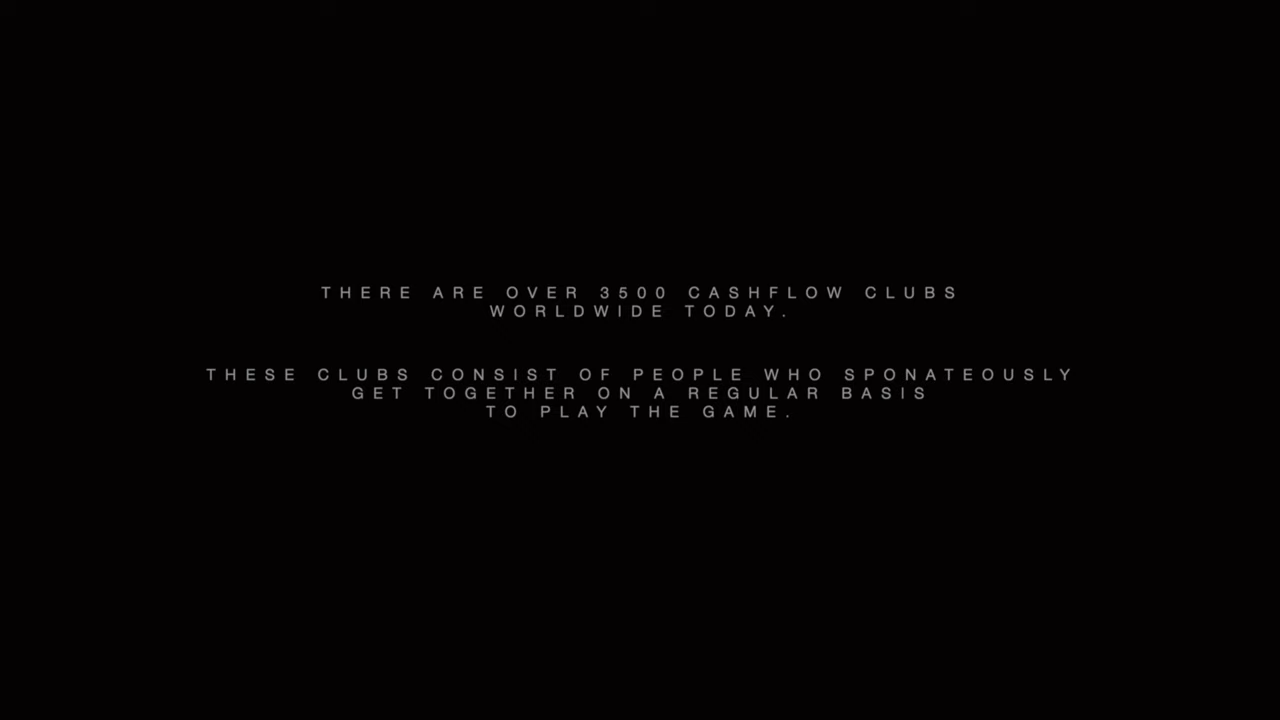 THERE ARE OVER 3500 CASHFLOW CLUBS
WORLDWIDE TODAY.
THESE CLUBS CONSIST OF PEOPLE WHO SPONATEOUSLY
GET TOGETHER ON A REGULAR BASIS
TO PLAY THE GAME.